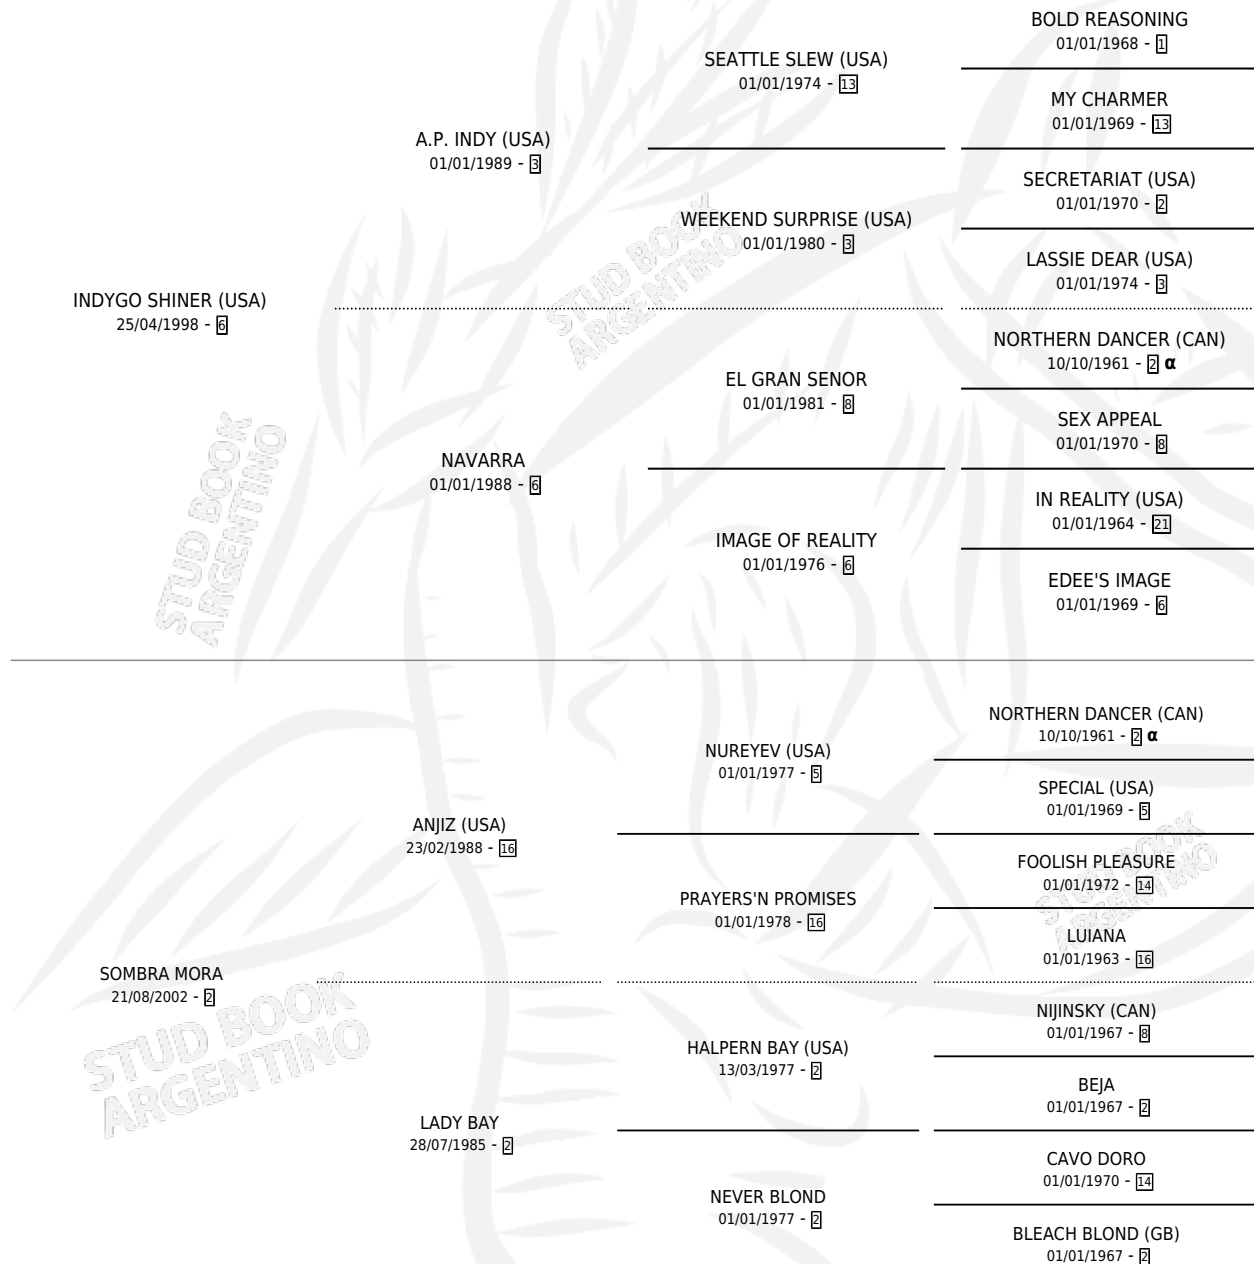 BOLD REASONING
01/01/1968 - 1
SEATTLE SLEW (USA)
01/01/1974 - 13
MY CHARMER
01/01/1969 - 13
A.P. INDY (USA)
01/01/1989 - 3
SECRETARIAT (USA)
01/01/1970 - 2
WEEKEND SURPRISE (USA)
01/01/1980 - 3
LASSIE DEAR (USA)
01/01/1974 - 3
INDYGO SHINER (USA)
25/04/1998 - 6
NORTHERN DANCER (CAN)
10/10/1961 - 2 α
EL GRAN SENOR
01/01/1981 - 8
SEX APPEAL
01/01/1970 - 8
NAVARRA
01/01/1988 - 6
IN REALITY (USA)
01/01/1964 - 21
IMAGE OF REALITY
01/01/1976 - 6
EDEE'S IMAGE
01/01/1969 - 6
NORTHERN DANCER (CAN)
10/10/1961 - 2 α
NUREYEV (USA)
01/01/1977 - 5
SPECIAL (USA)
01/01/1969 - 5
ANJIZ (USA)
23/02/1988 - 16
FOOLISH PLEASURE
01/01/1972 - 14
PRAYERS'N PROMISES
01/01/1978 - 16
LUIANA
01/01/1963 - 16
SOMBRA MORA
21/08/2002 - 2
NIJINSKY (CAN)
01/01/1967 - 8
HALPERN BAY (USA)
13/03/1977 - 2
BEJA
01/01/1967 - 2
LADY BAY
28/07/1985 - 2
CAVO DORO
01/01/1970 - 14
NEVER BLOND
01/01/1977 - 2
BLEACH BLOND (GB)
01/01/1967 - 2
STUD BOOK
ARGENTINO
STUD BOOK
ARGENTINO
STUD BOOK
ARGENTINO
STUD BOOK
ARGENTINO